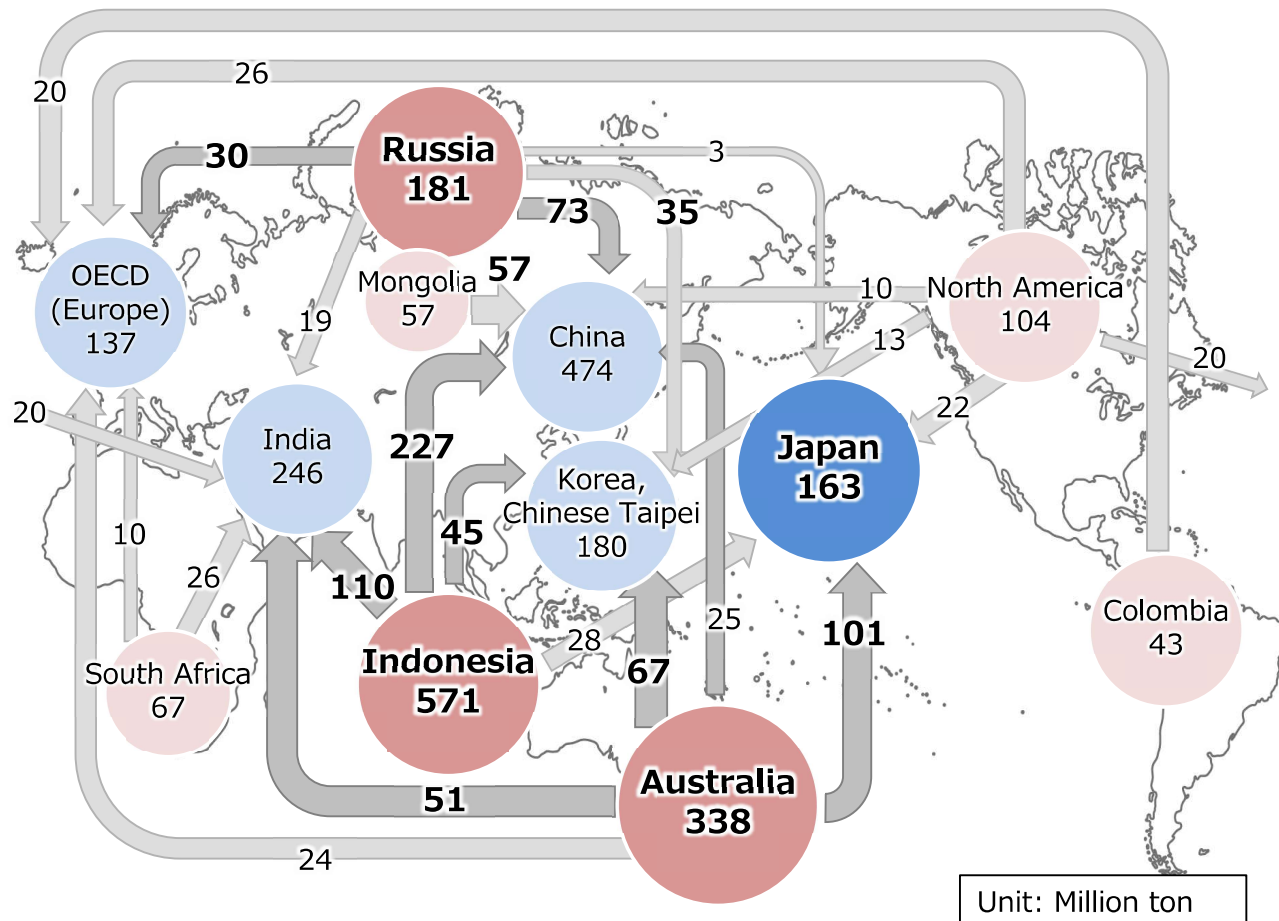 20
26
30
Russia
181
3
73
35
OECD
(Europe)
137
Mongolia
57
57
19
China
474
10
North America
104
13
20
20
India
246
227
22
Japan
163
45
Korea,
Chinese Taipei
180
10
26
110
28
25
101
Colombia
43
South Africa
67
Indonesia
571
67
51
Australia
338
24
Unit: Million ton